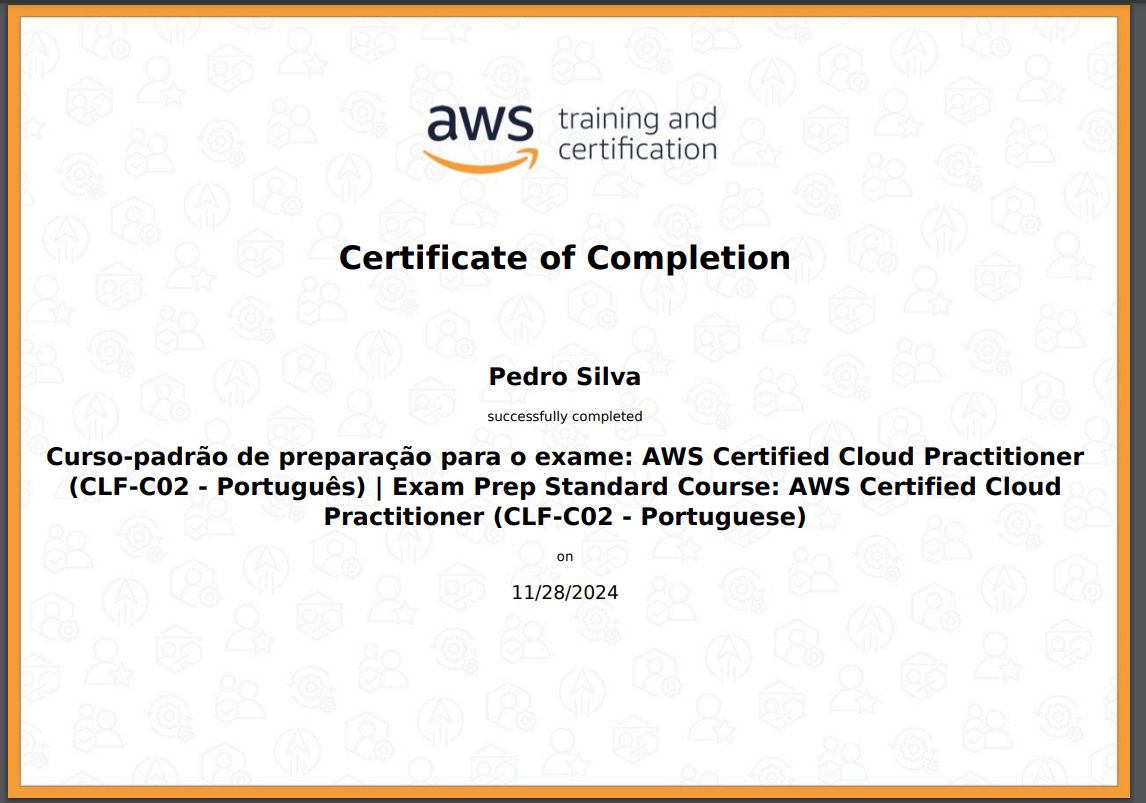 aws training and
certification
Certificate of Completion
Pedro Silva
successfully completed
Curso-padrão de preparação para o exame: AWS Certified Cloud Practitioner
(CLF-C02 - Português) | Exam Prep Standard Course: AWS Certified Cloud
Practitioner (CLF-C02 - Portuguese)
on
11/28/2024